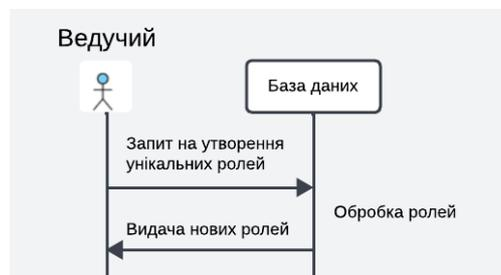 Ведучий
База даних
Запит на утворення
унікальних ролей
Обробка ролей
Видача нових ролей